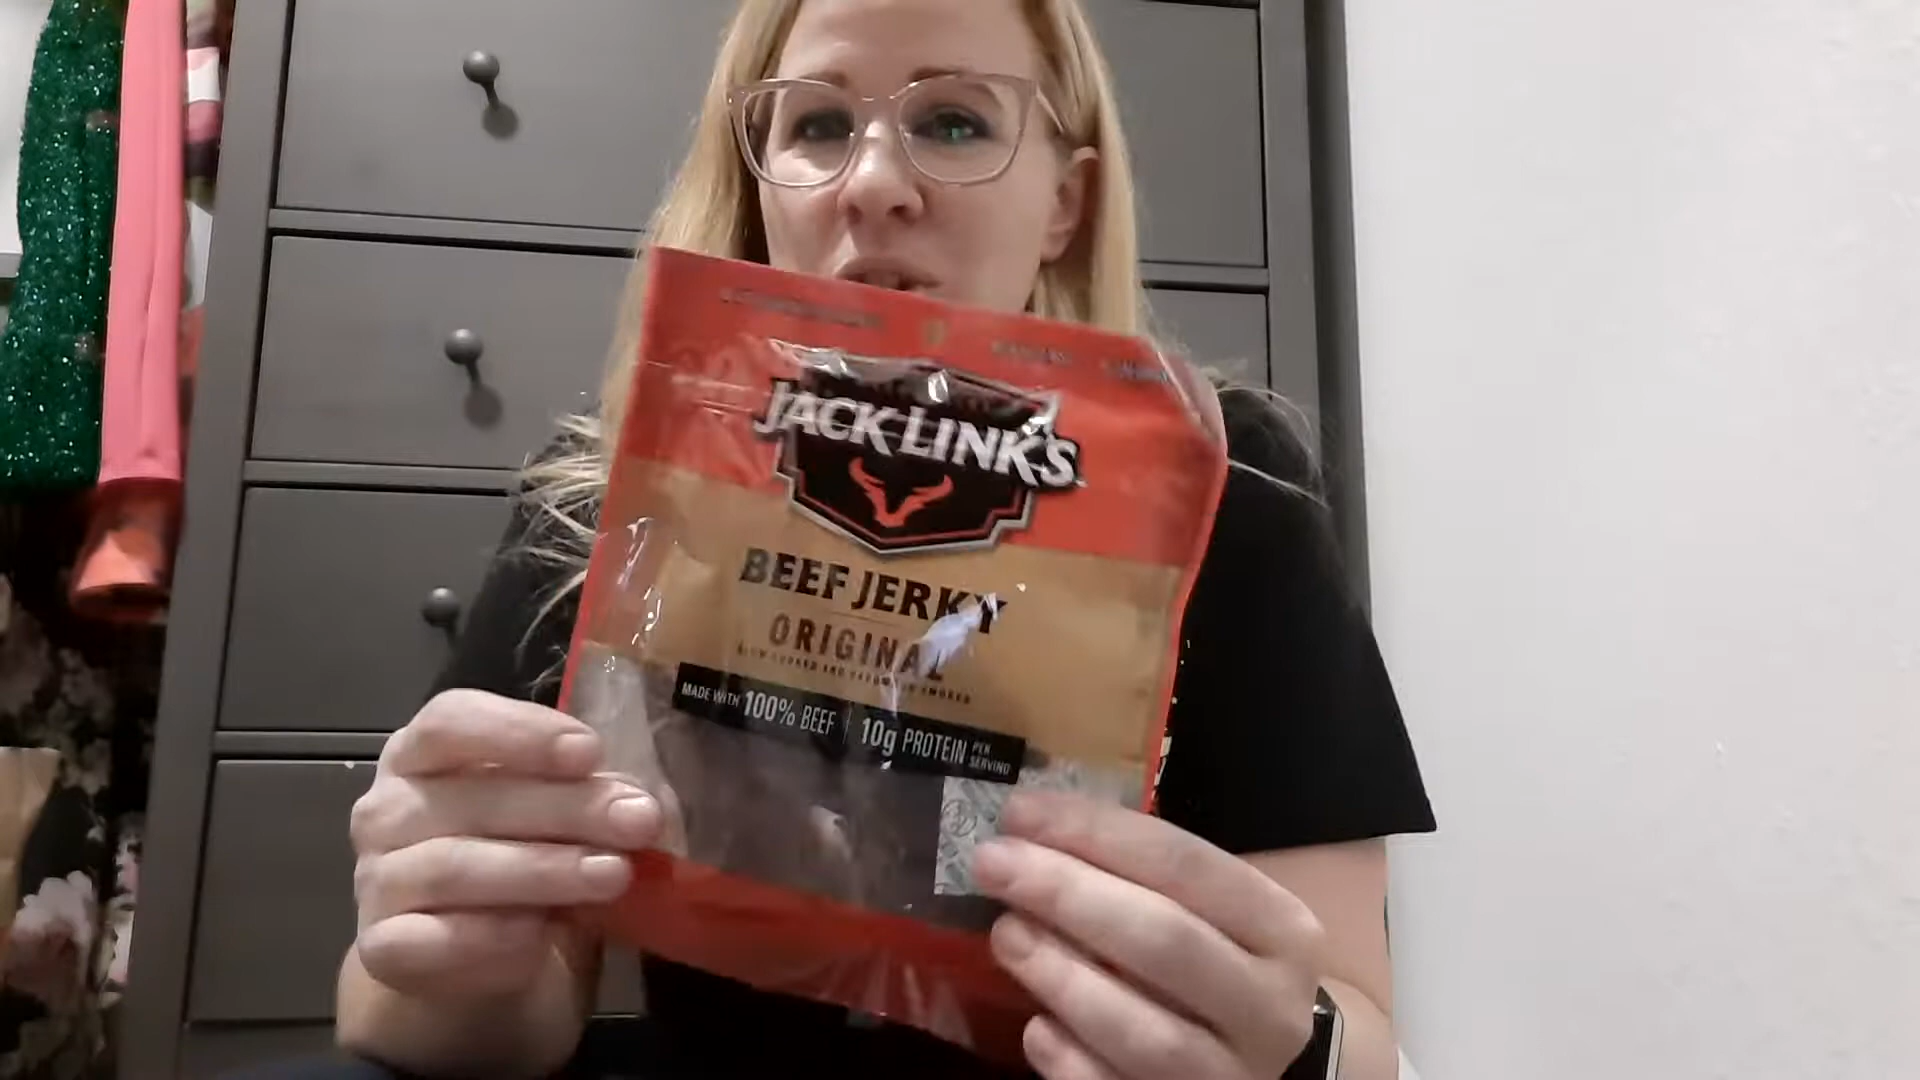 JACK LINK'S
BEEF JERKY
ORIGINAL
MADE WITH 100% BEEF | 10g PROTEIN PER SERVING